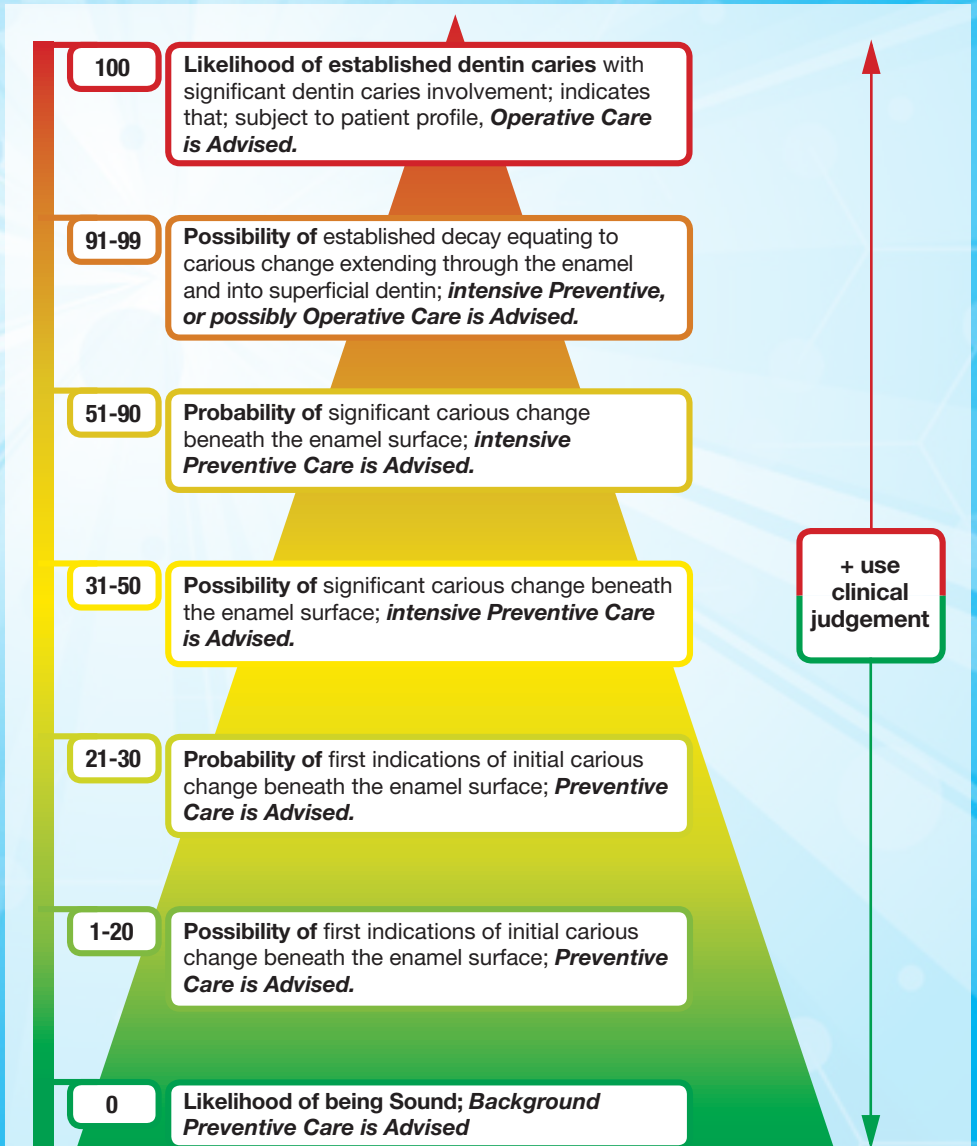 100
Likelihood of established dentin caries with
significant dentin caries involvement; indicates
that; subject to patient profile, Operative Care
is Advised.
91-99
Possibility of established decay equating to
carious change extending through the enamel
and into superficial dentin; intensive Preventive,
or possibly Operative Care is Advised.
51-90
Probability of significant carious change
beneath the enamel surface; intensive
Preventive Care is Advised.
31-50
Possibility of significant carious change beneath
the enamel surface; intensive Preventive Care
is Advised.
+ use
clinical
judgement
21-30
Probability of first indications of initial carious
change beneath the enamel surface; Preventive
Care is Advised.
1-20
Possibility of first indications of initial carious
change beneath the enamel surface; Preventive
Care is Advised.
0
Likelihood of being Sound; Background
Preventive Care is Advised